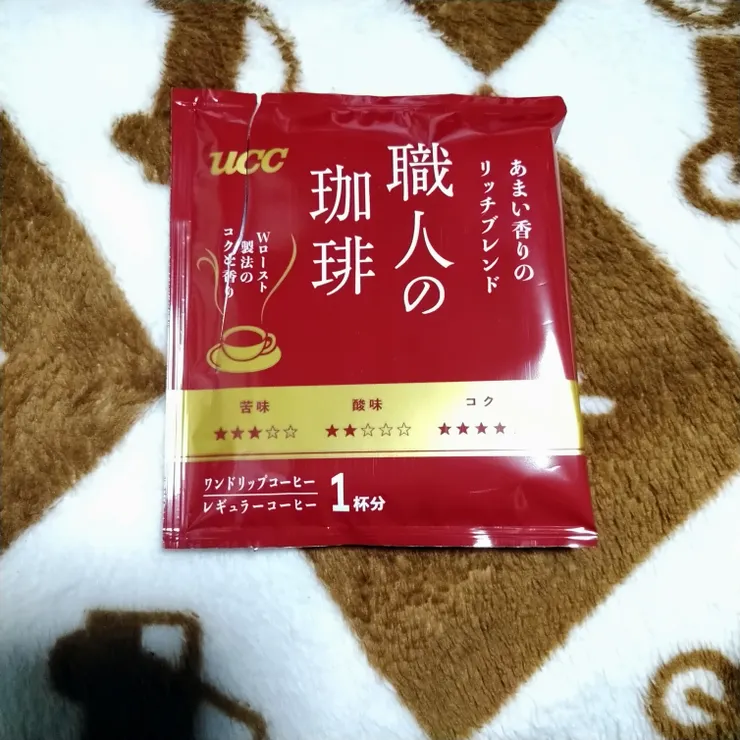 UCC
あまい香りの
リッチブレンド
職人の
珈琲
Wロースト
製法の
コクと香り
苦味
★★★☆☆
酸味
★★☆☆☆
コク
★★★★
ワンドリップコーヒー
レギュラーコーヒー
1杯分